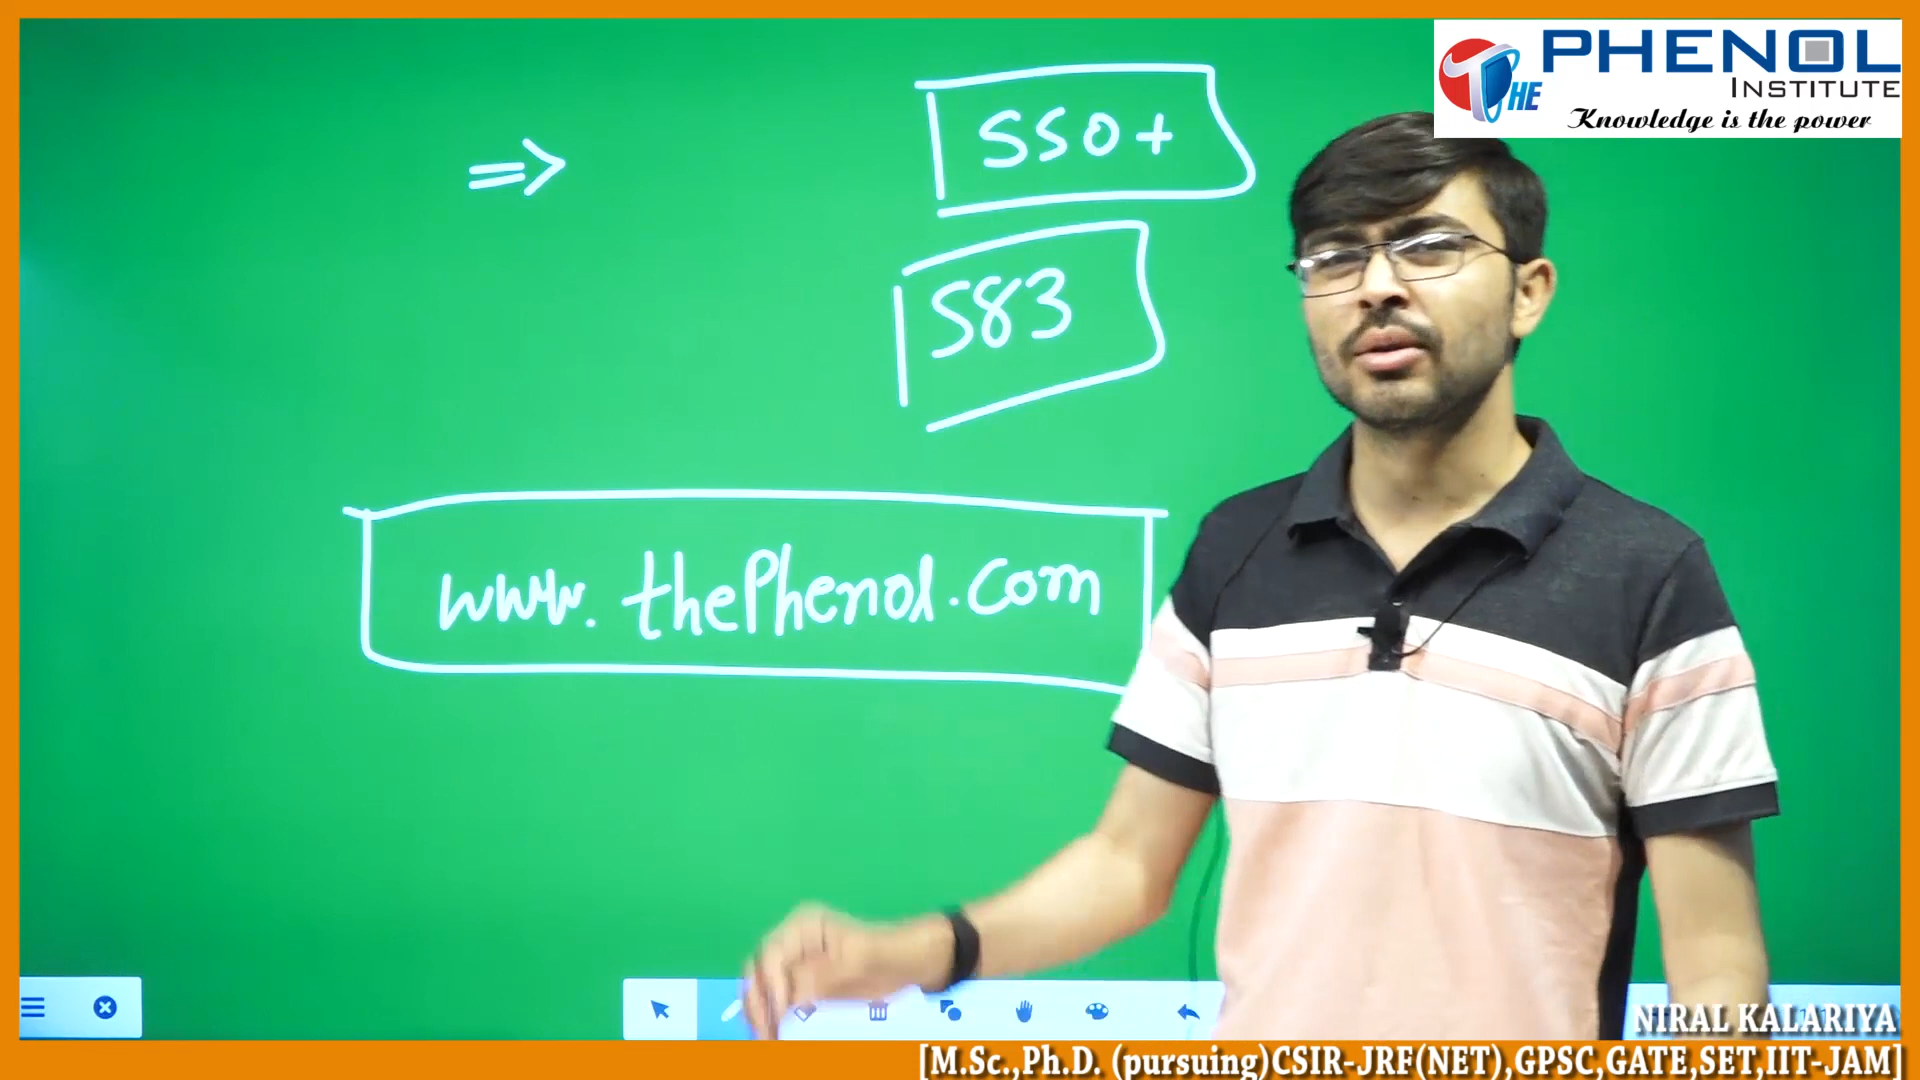 THE PHENOL
INSTITUTE
Knowledge is the power
⇒
550+
583
www.thePhenol.com
NIRAL KALARIYA
[M.Sc.,Ph.D. (pursuing)CSIR-JRF(NET),GPSC,GATE,SET,IIT-JAM]